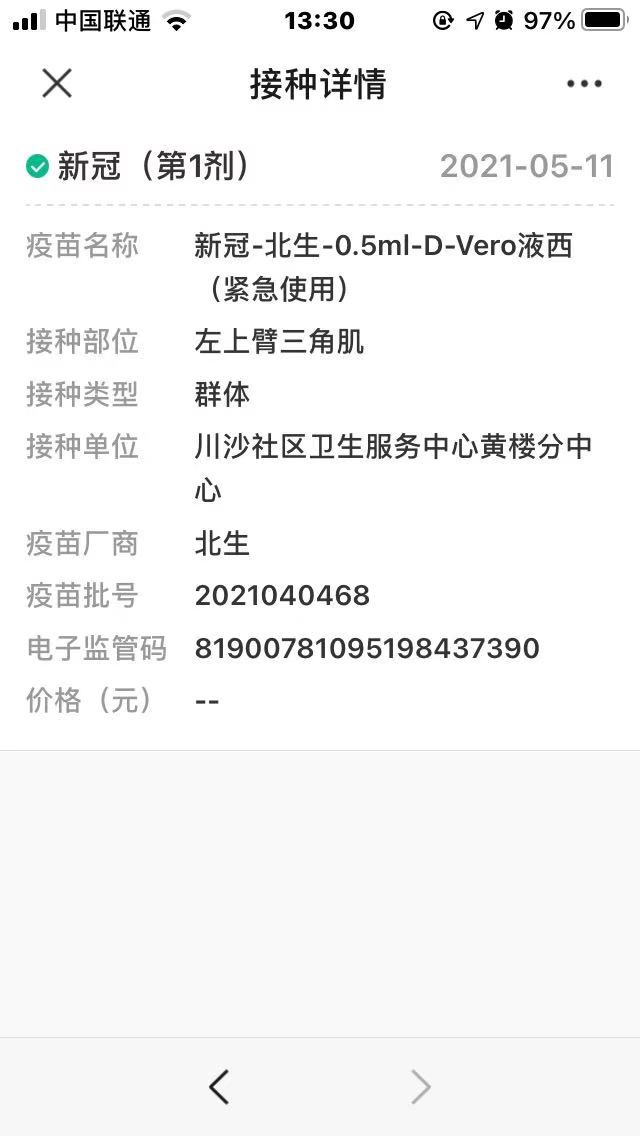 中国联通 13:30 97%
接种详情
新冠（第1剂） 2021-05-11
疫苗名称 新冠-北生-0.5ml-D-Vero液西
（紧急使用）
接种部位 左上臂三角肌
接种类型 群体
接种单位 川沙社区卫生服务中心黄楼分中
心
疫苗厂商 北生
疫苗批号 2021040468
电子监管码 81900781095198437390
价格（元） --